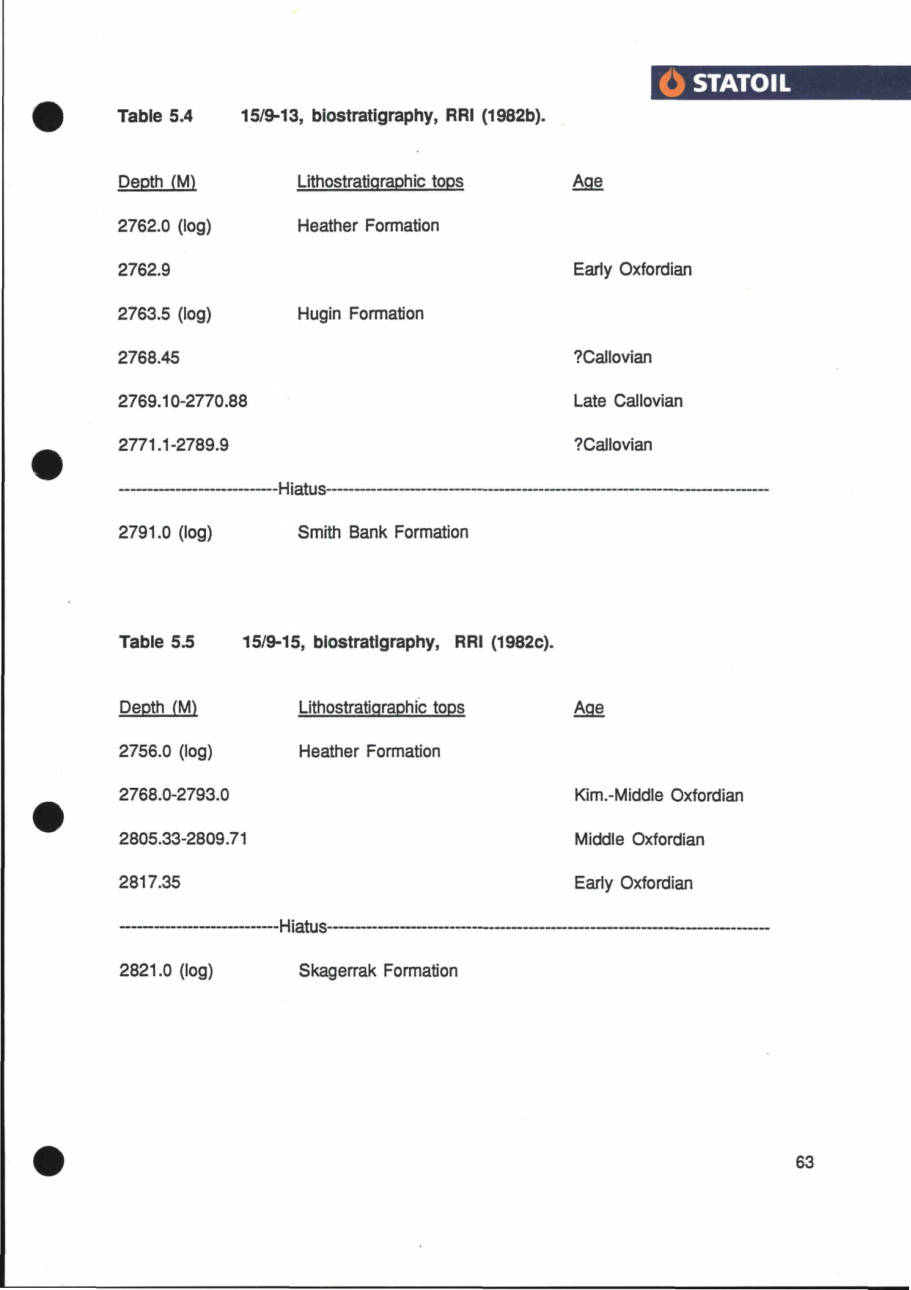 STATOIL
Table 5.4 15/9-13, biostratigraphy, RRI (1982b).
Depth (M) Lithostratigraphic tops Age
2762.0 (log) Heather Formation
2762.9 Early Oxfordian
2763.5 (log) Hugin Formation
2768.45 ?Callovian
2769.10-2770.88 Late Callovian
2771.1-2789.9 ?Callovian
----------------------------Hiatus------------------------------------------------------------------------------
2791.0 (log) Smith Bank Formation
Table 5.5 15/9-15, biostratigraphy, RRI (1982c).
Depth (M) Lithostratigraphic tops Age
2756.0 (log) Heather Formation
2768.0-2793.0 Kim.-Middle Oxfordian
2805.33-2809.71 Middle Oxfordian
2817.35 Early Oxfordian
----------------------------Hiatus------------------------------------------------------------------------------
2821.0 (log) Skagerrak Formation
63